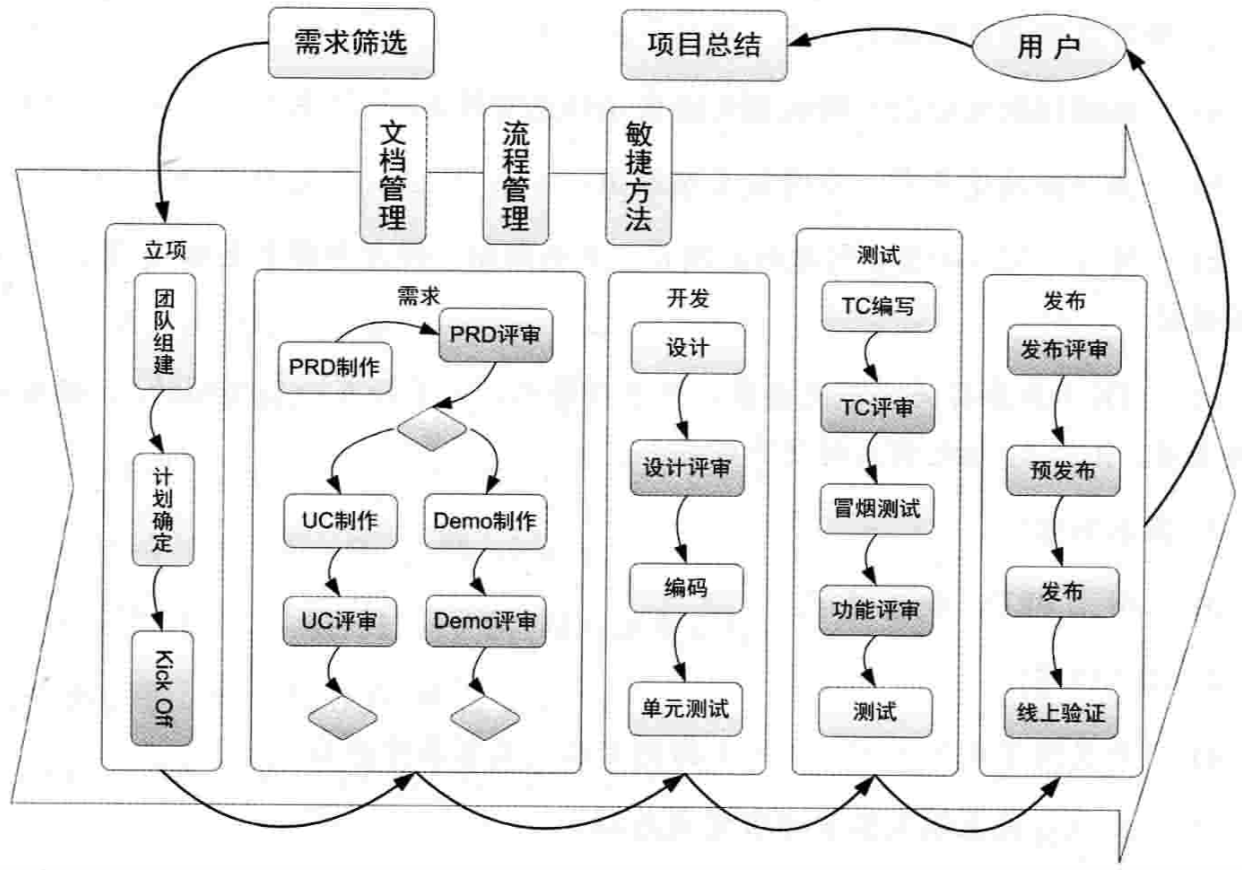 需求筛选
项目总结
用户
文档管理
流程管理
敏捷方法
立项
团队组建
计划确定
Kick Off
需求
PRD制作
PRD评审
UC制作
Demo制作
UC评审
Demo评审
开发
设计
设计评审
编码
单元测试
测试
TC编写
TC评审
冒烟测试
功能评审
测试
发布
发布评审
预发布
发布
线上验证